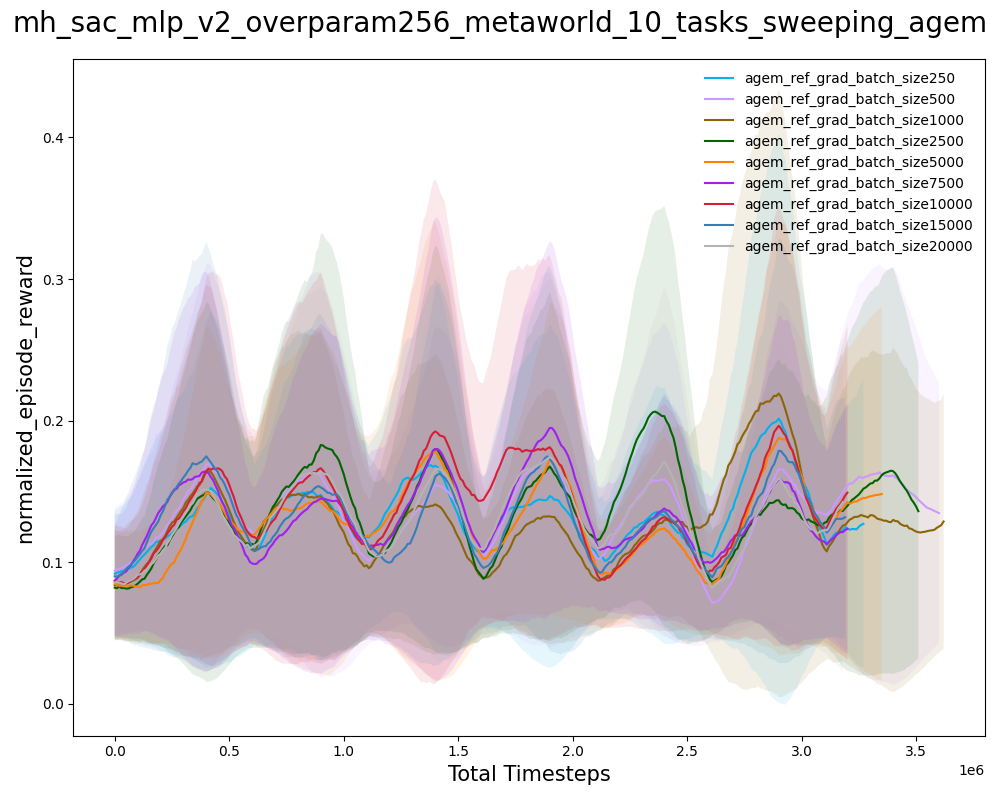 mh_sac_mlp_v2_overparam256_metaworld_10_tasks_sweeping_agem
agem_ref_grad_batch_size250
agem_ref_grad_batch_size500
agem_ref_grad_batch_size1000
agem_ref_grad_batch_size2500
agem_ref_grad_batch_size5000
agem_ref_grad_batch_size7500
agem_ref_grad_batch_size10000
agem_ref_grad_batch_size15000
agem_ref_grad_batch_size20000
normalized_episode_reward
0.4
0.3
0.2
0.1
0.0
0.0 0.5 1.0 1.5 2.0 2.5 3.0 3.5
1e6
Total Timesteps